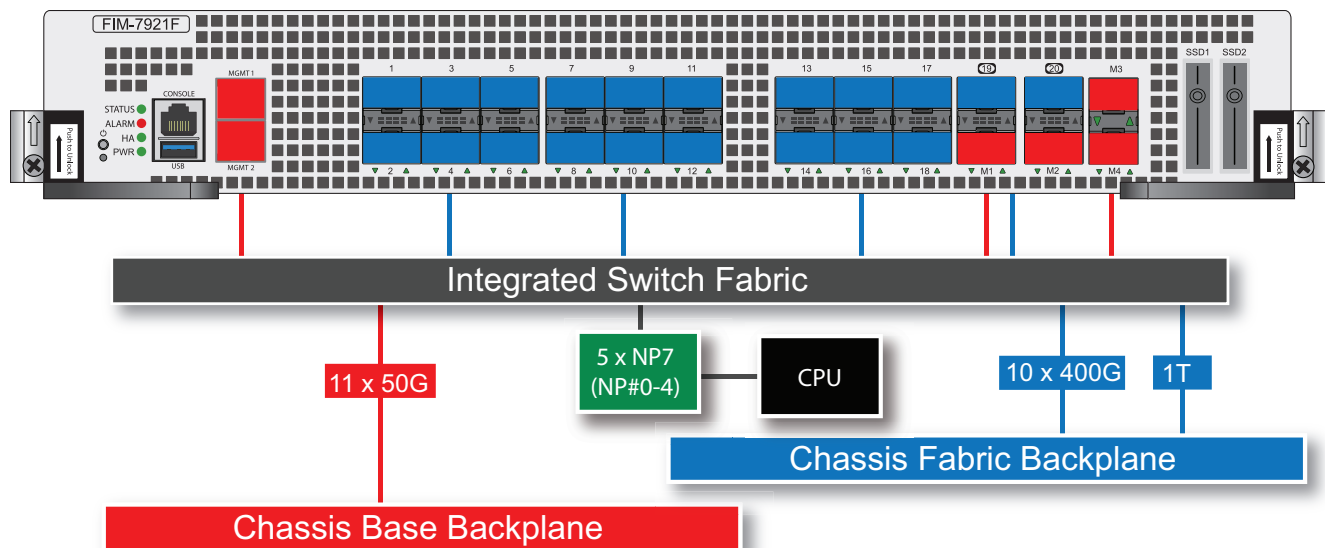 FIM-7921F
SSD1 SSD2
1 3 5 7 9 11 13 15 17 19 20 M3
MGMT 1
CONSOLE
STATUS
ALARM
HA
PWR
USB
MGMT 2
Push to Unlock
Push to Unlock
2 4 6 8 10 12 14 16 18 M1 M2 M4
Integrated Switch Fabric
11 x 50G
5 x NP7
(NP#0-4)
CPU
10 x 400G
1T
Chassis Fabric Backplane
Chassis Base Backplane